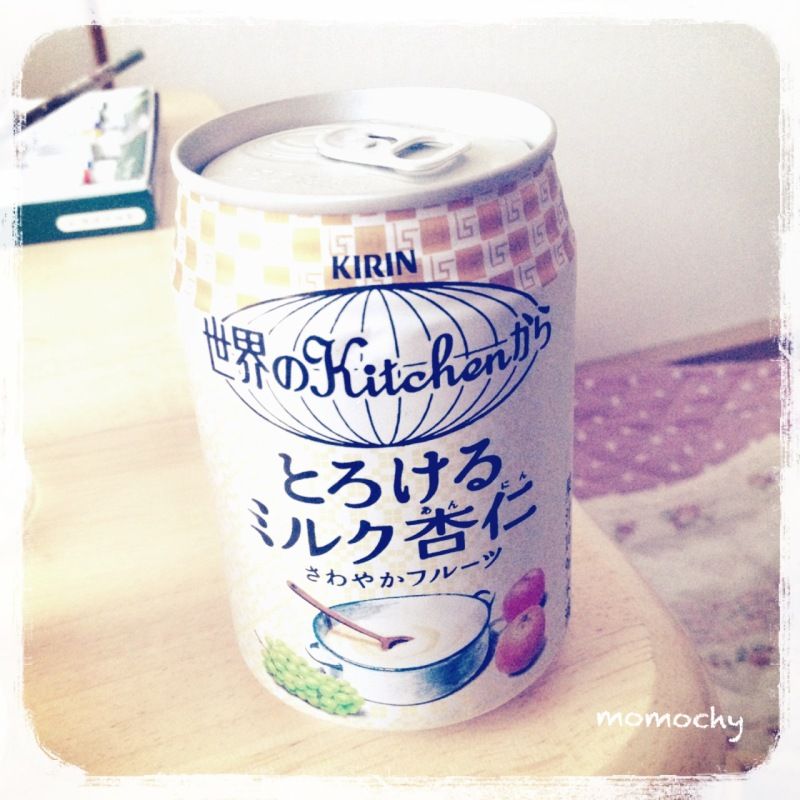 KIRIN
世界のKitchenから
とろける
ミルク杏仁
あんにん
さわやかフルーツ
momochy